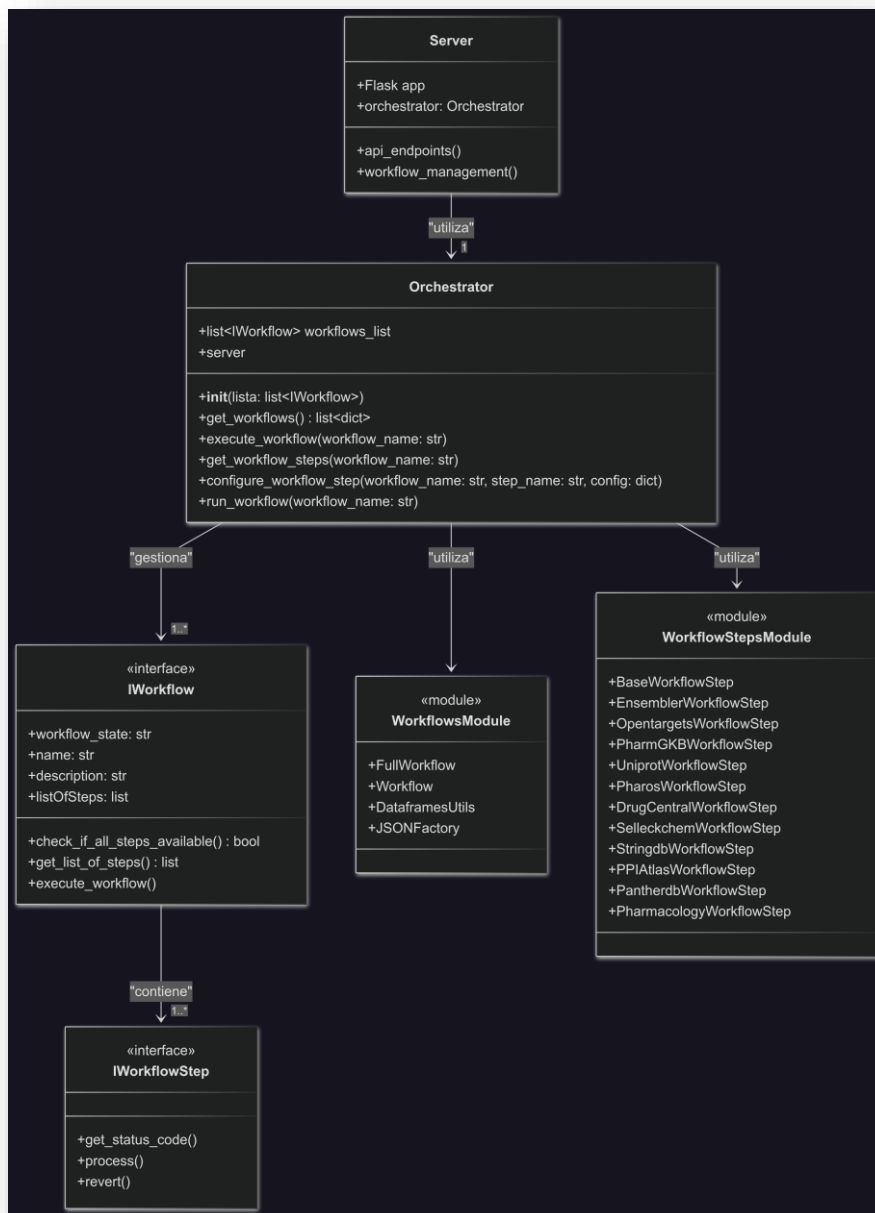 Server
+Flask app
+orchestrator: Orchestrator
+api_endpoints()
+workflow_management()
"utiliza"
1
Orchestrator
+list<IWorkflow> workflows_list
+server
+init(lista: list<IWorkflow>)
+get_workflows() : list<dict>
+execute_workflow(workflow_name: str)
+get_workflow_steps(workflow_name: str)
+configure_workflow_step(workflow_name: str, step_name: str, config: dict)
+run_workflow(workflow_name: str)
"gestiona"
"utiliza"
"utiliza"
1..*
«interface»
IWorkflow
+workflow_state: str
+name: str
+description: str
+listOfSteps: list
+check_if_all_steps_available() : bool
+get_list_of_steps() : list
+execute_workflow()
«module»
WorkflowsModule
+FullWorkflow
+Workflow
+DataframesUtils
+JSONFactory
«module»
WorkflowStepsModule
+BaseWorkflowStep
+EnsemblerWorkflowStep
+OpentargetsWorkflowStep
+PharmGKBWorkflowStep
+UniprotWorkflowStep
+PharosWorkflowStep
+DrugCentralWorkflowStep
+SelleckchemWorkflowStep
+StringdbWorkflowStep
+PPIAtlasWorkflowStep
+PantherdbWorkflowStep
+PharmacologyWorkflowStep
"contiene"
1..*
«interface»
IWorkflowStep
+get_status_code()
+process()
+revert()